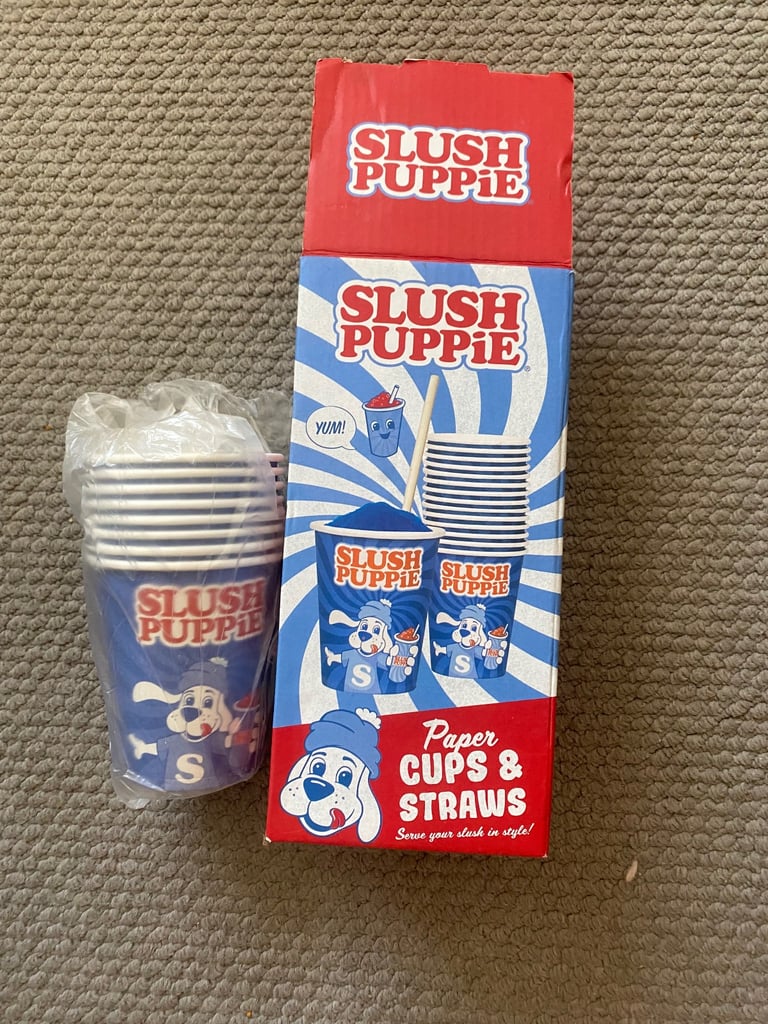 SLUSH
PUPPiE
SLUSH
PUPPiE®
YUM!
SLUSH
PUPPiE
S
SLUSH
PUPPiE
S
SLUSH
PUPPiE
S
Paper
CUPS &
STRAWS
Serve your slush in style!